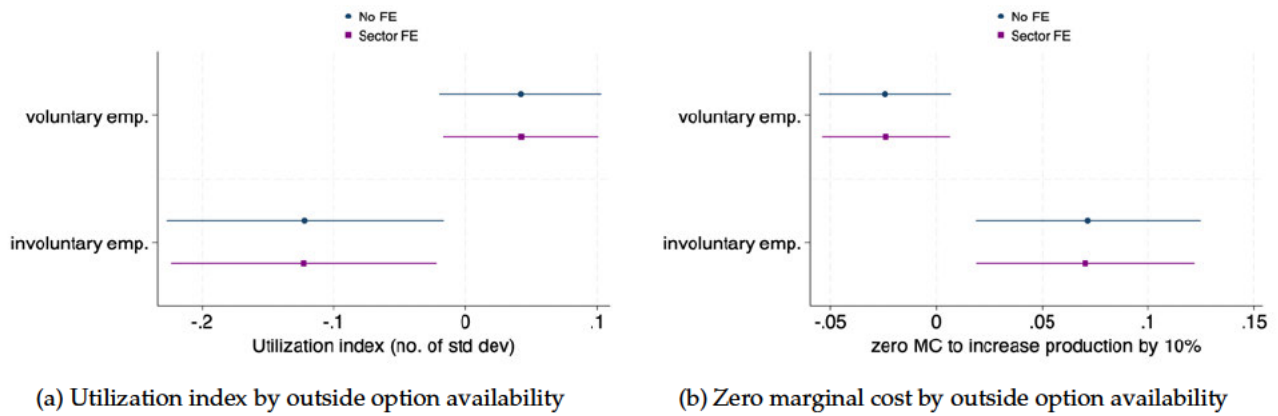 No FE
Sector FE
voluntary emp.
involuntary emp.
-.2 -.1 0 .1
Utilization index (no. of std dev)
(a) Utilization index by outside option availability
No FE
Sector FE
voluntary emp.
involuntary emp.
-.05 0 .05 .1 .15
zero MC to increase production by 10%
(b) Zero marginal cost by outside option availability